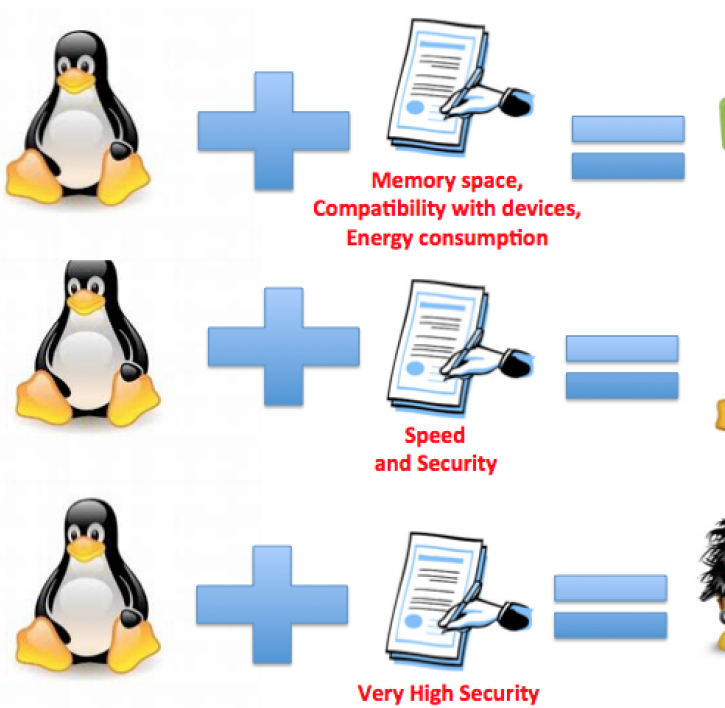 Memory space,
Compatibility with devices,
Energy consumption
Speed
and Security
Very High Security